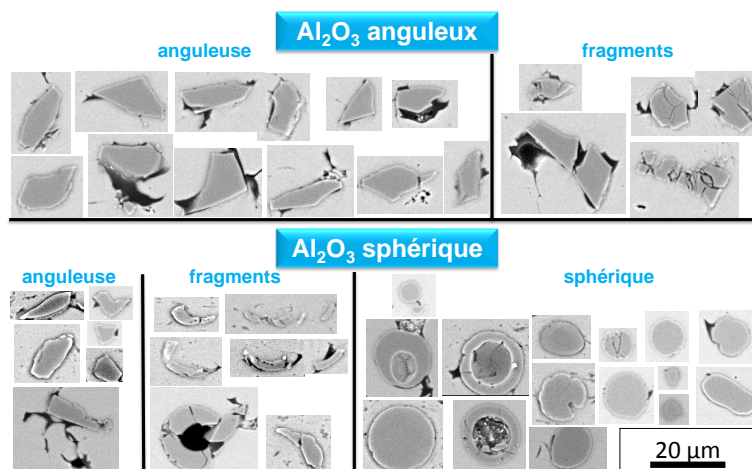 Al₂O₃ anguleux
anguleuse
fragments
Al₂O₃ sphérique
anguleuse
fragments
sphérique
20 µm